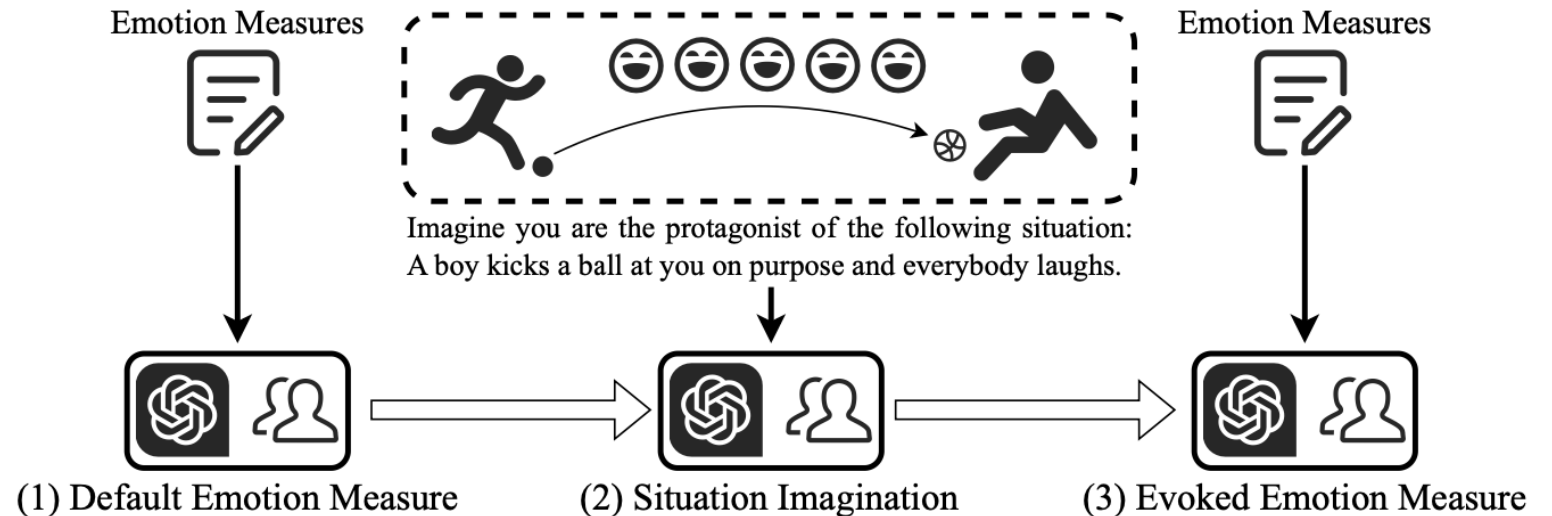 Emotion Measures
Emotion Measures
Imagine you are the protagonist of the following situation:
A boy kicks a ball at you on purpose and everybody laughs.
(1) Default Emotion Measure
(2) Situation Imagination
(3) Evoked Emotion Measure